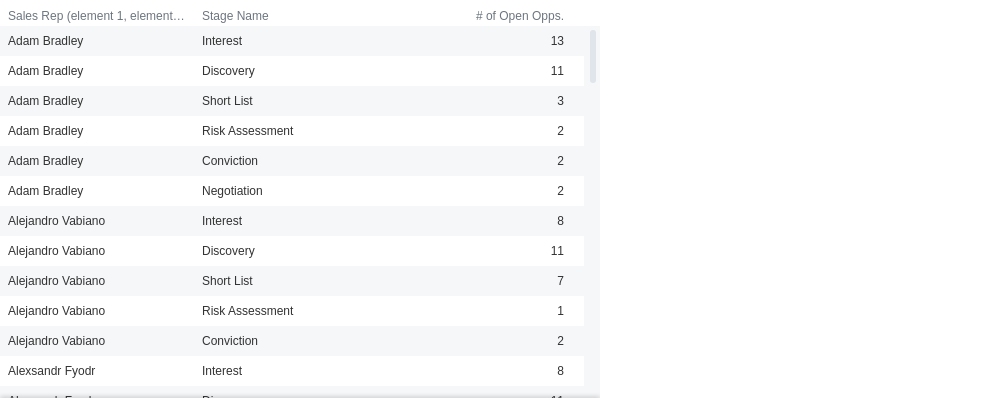 Sales Rep (element 1, element… Stage Name # of Open Opps.
Adam Bradley Interest 13
Adam Bradley Discovery 11
Adam Bradley Short List 3
Adam Bradley Risk Assessment 2
Adam Bradley Conviction 2
Adam Bradley Negotiation 2
Alejandro Vabiano Interest 8
Alejandro Vabiano Discovery 11
Alejandro Vabiano Short List 7
Alejandro Vabiano Risk Assessment 1
Alejandro Vabiano Conviction 2
Alexsandr Fyodr Interest 8